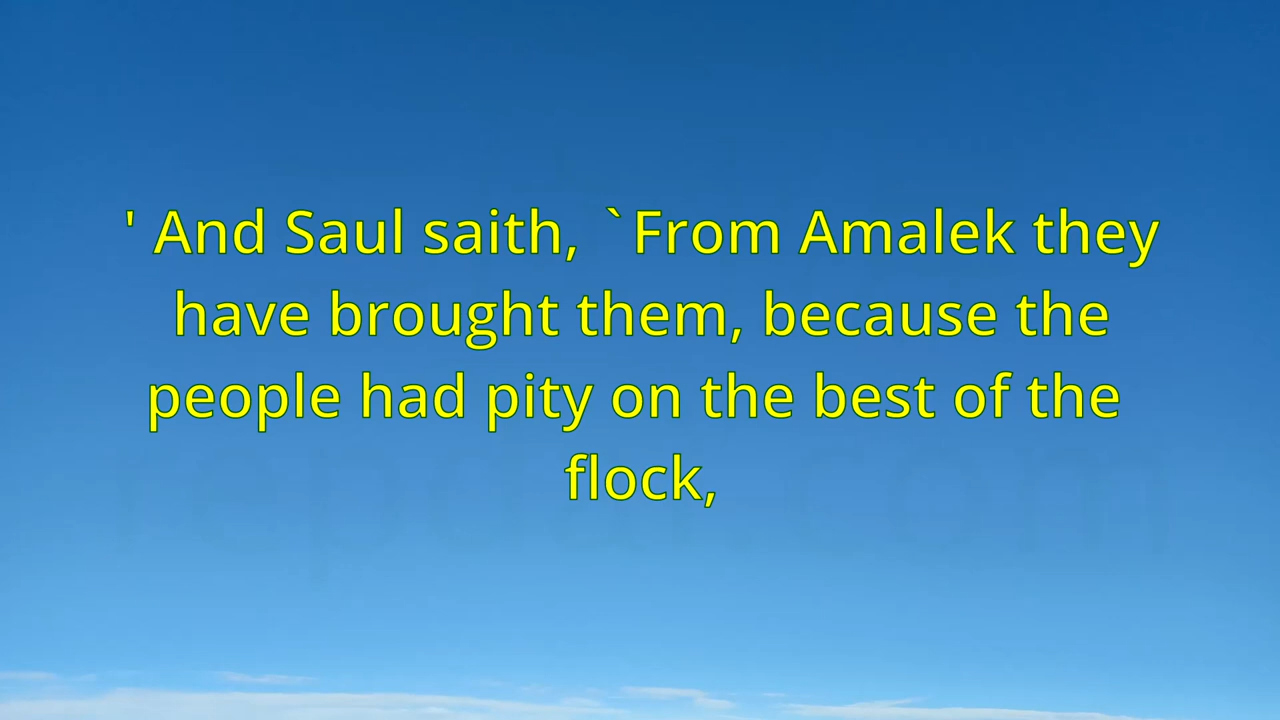 ' And Saul saith, `From Amalek they
have brought them, because the
people had pity on the best of the
flock,